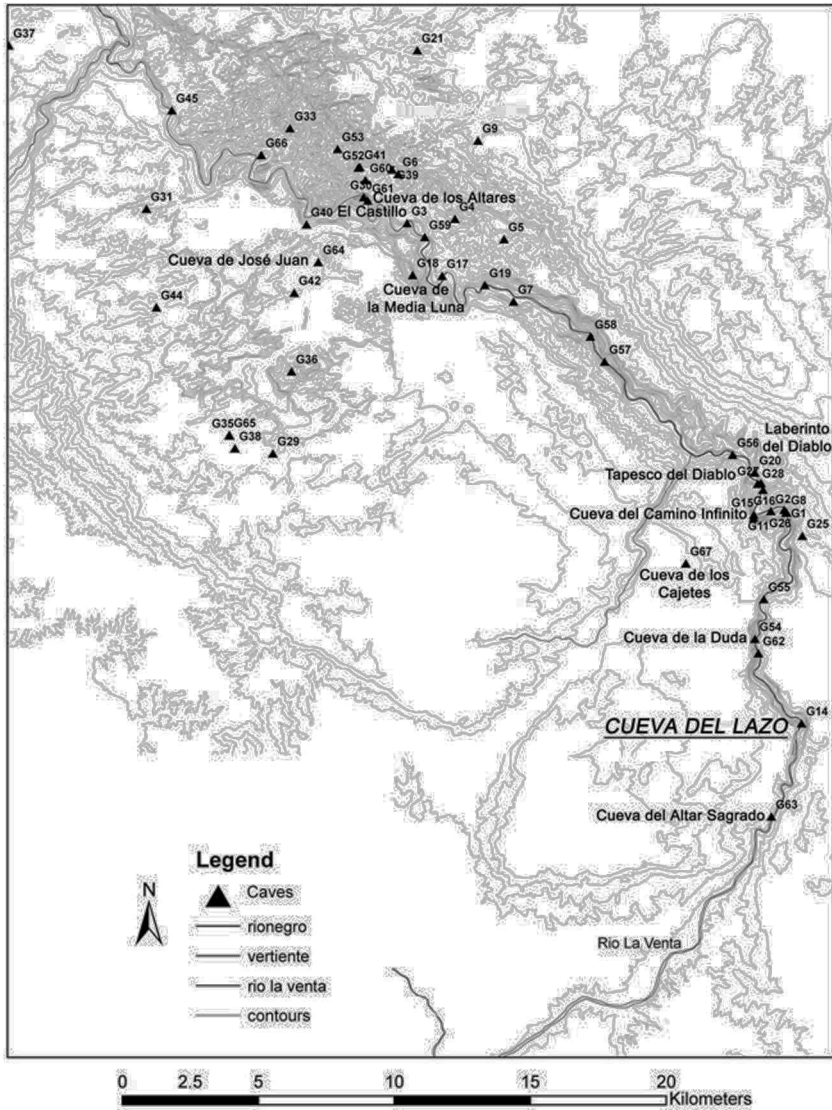 G37
G21
G45
G33
G9
G53
G66
G52 G41
G6
G60
G39
G31
G30 G61
Cueva de los Altares
El Castillo G3
G4
G40
G59
G5
G64
Cueva de José Juan
G18 G17
G19
G42
Cueva de
la Media Luna
G7
G44
G58
G57
G36
G35 G65
G38
G29
Laberinto
del Diablo
G56
G20
Tapesco del Diablo
G28
G15 G16 G2 G8
Cueva del Camino Infinito
G1
G11 G26
G25
G67
Cueva de los
Cajetes
G55
G54
Cueva de la Duda
G62
G14
CUEVA DEL LAZO
G63
Cueva del Altar Sagrado
Legend
N
Caves
rionegro
vertiente
rio la venta
contours
Rio La Venta
0 2.5 5 10 15 20
Kilometers